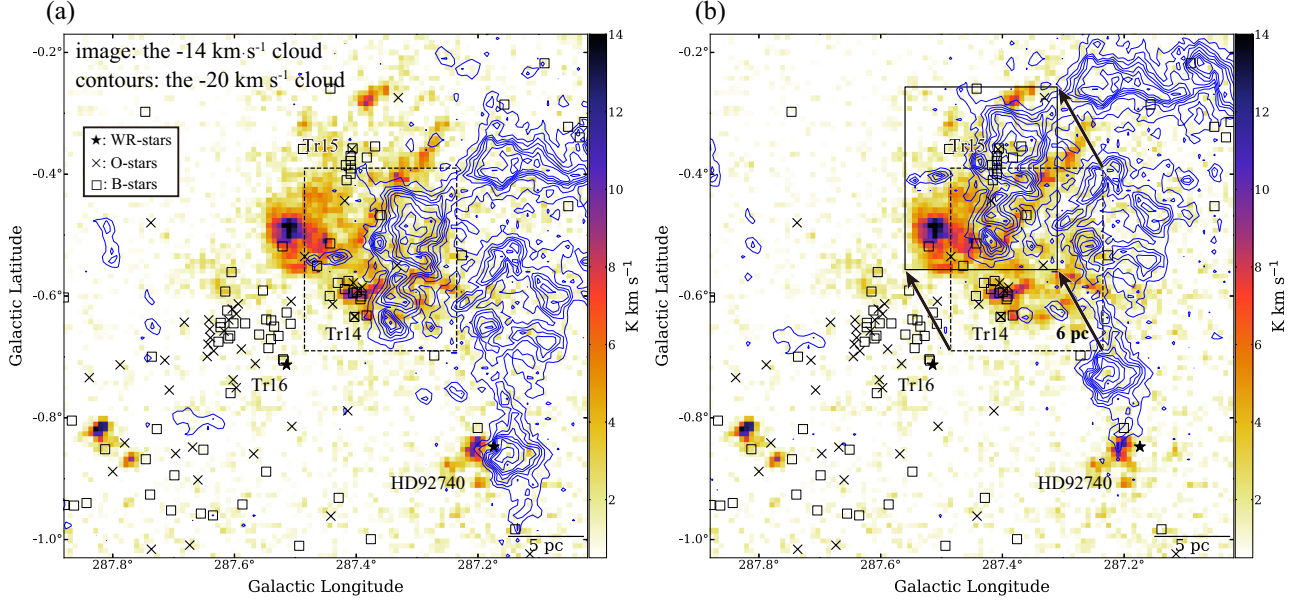 (a)
image: the -14 km s⁻¹ cloud
contours: the -20 km s⁻¹ cloud
★: WR-stars
×: O-stars
□: B-stars
Tr15
Tr14
Tr16
HD92740
5 pc
-0.2°
-0.4°
-0.6°
-0.8°
-1.0°
Galactic Latitude
287.8°
287.6°
287.4°
287.2°
Galactic Longitude
14
12
10
8
6
4
2
K km s⁻¹
(b)
Tr15
Tr14
6 pc
Tr16
HD92740
5 pc
-0.2°
-0.4°
-0.6°
-0.8°
-1.0°
Galactic Latitude
287.8°
287.6°
287.4°
287.2°
Galactic Longitude
14
12
10
8
6
4
2
K km s⁻¹